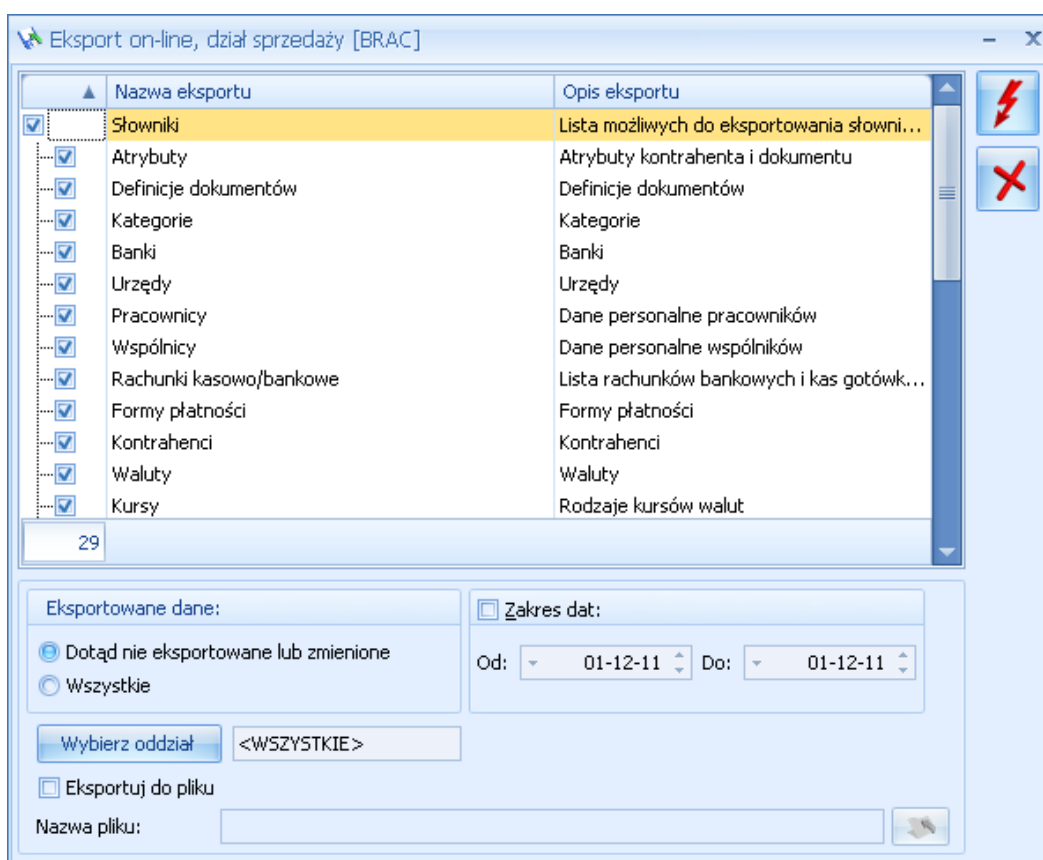 Eksport on-line, dział sprzedaży [BRAC]
Nazwa eksportu Opis eksportu
Słowniki Lista możliwych do eksportowania słowni...
Atrybuty Atrybuty kontrahenta i dokumentu
Definicje dokumentów Definicje dokumentów
Kategorie Kategorie
Banki Banki
Urzędy Urzędy
Pracownicy Dane personalne pracowników
Wspólnicy Dane personalne wspólników
Rachunki kasowo/bankowe Lista rachunków bankowych i kas gotówk...
Formy płatności Formy płatności
Kontrahenci Kontrahenci
Waluty Waluty
Kursy Rodzaje kursów walut
29
Eksportowane dane: Zakres dat:
Dotąd nie eksportowane lub zmienione
Od: 01-12-11 Do: 01-12-11
Wszystkie
Wybierz oddział <WSZYSTKIE>
Eksportuj do pliku
Nazwa pliku: